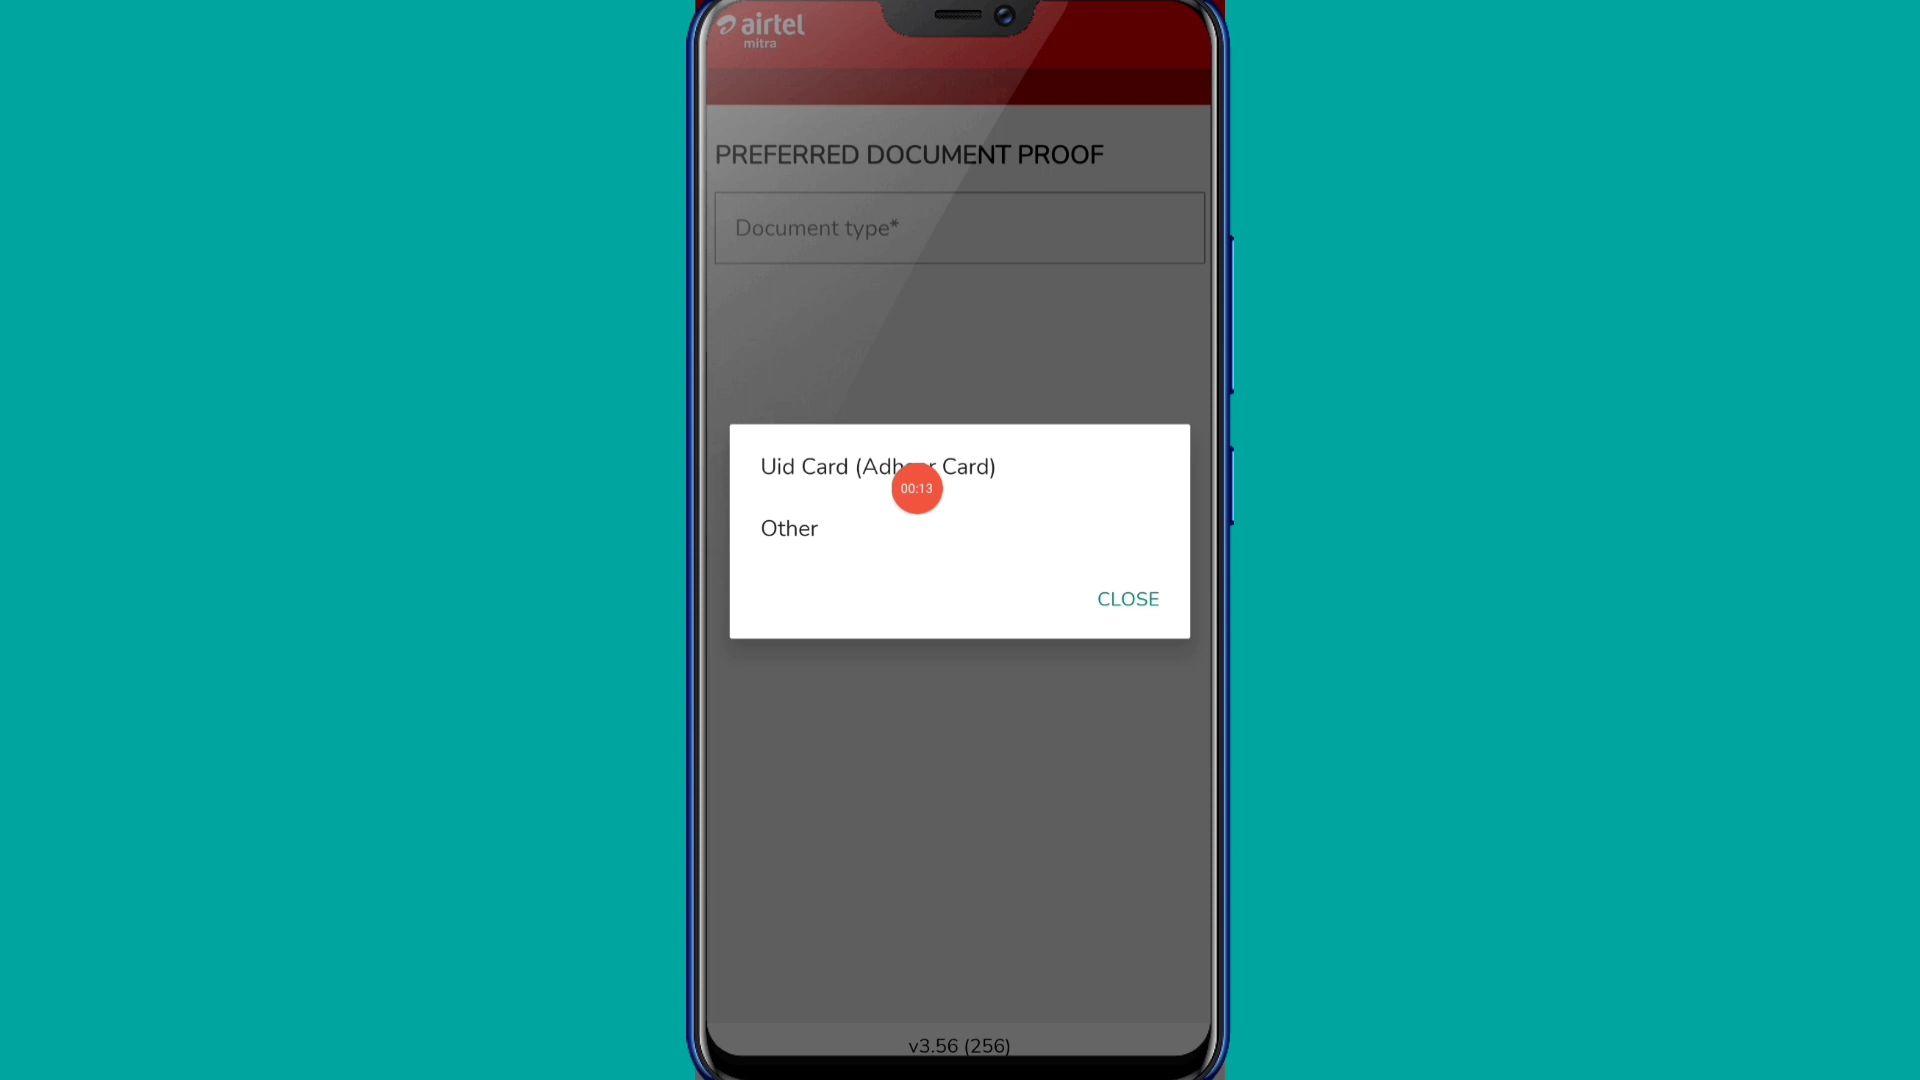 airtel
mitra
PREFERRED DOCUMENT PROOF
Document type*
Uid Card (Adh r Card)
00:13
Other
CLOSE
v3.56 (256)